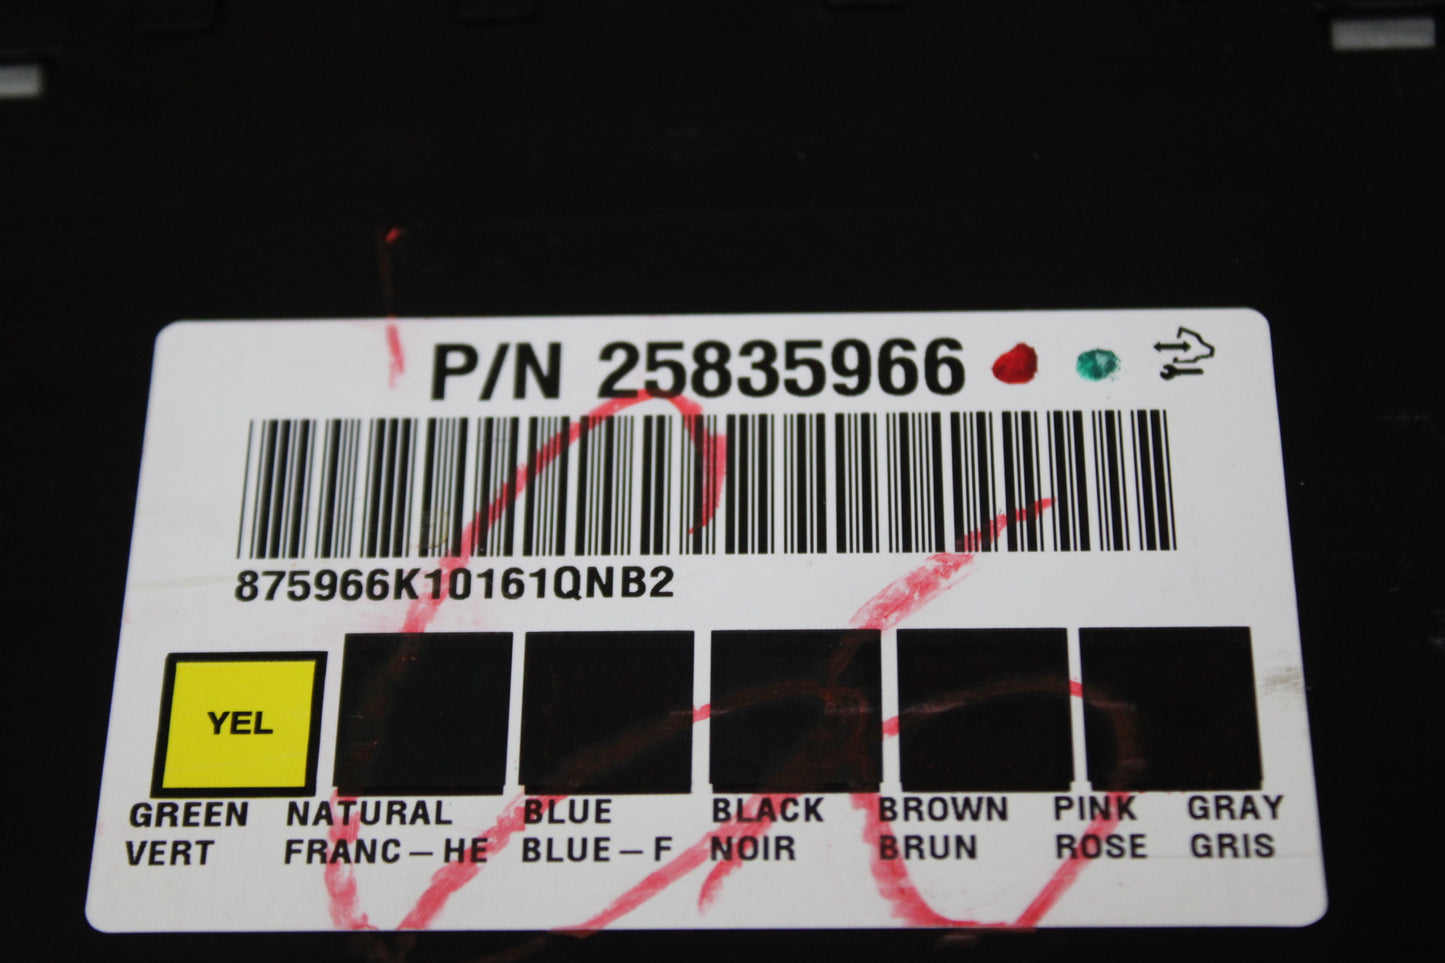 P/N 25835966
875966K10161QNB2
YEL
GREEN NATURAL BLUE BLACK BROWN PINK GRAY
VERT FRANC-HE BLUE-F NOIR BRUN ROSE GRIS